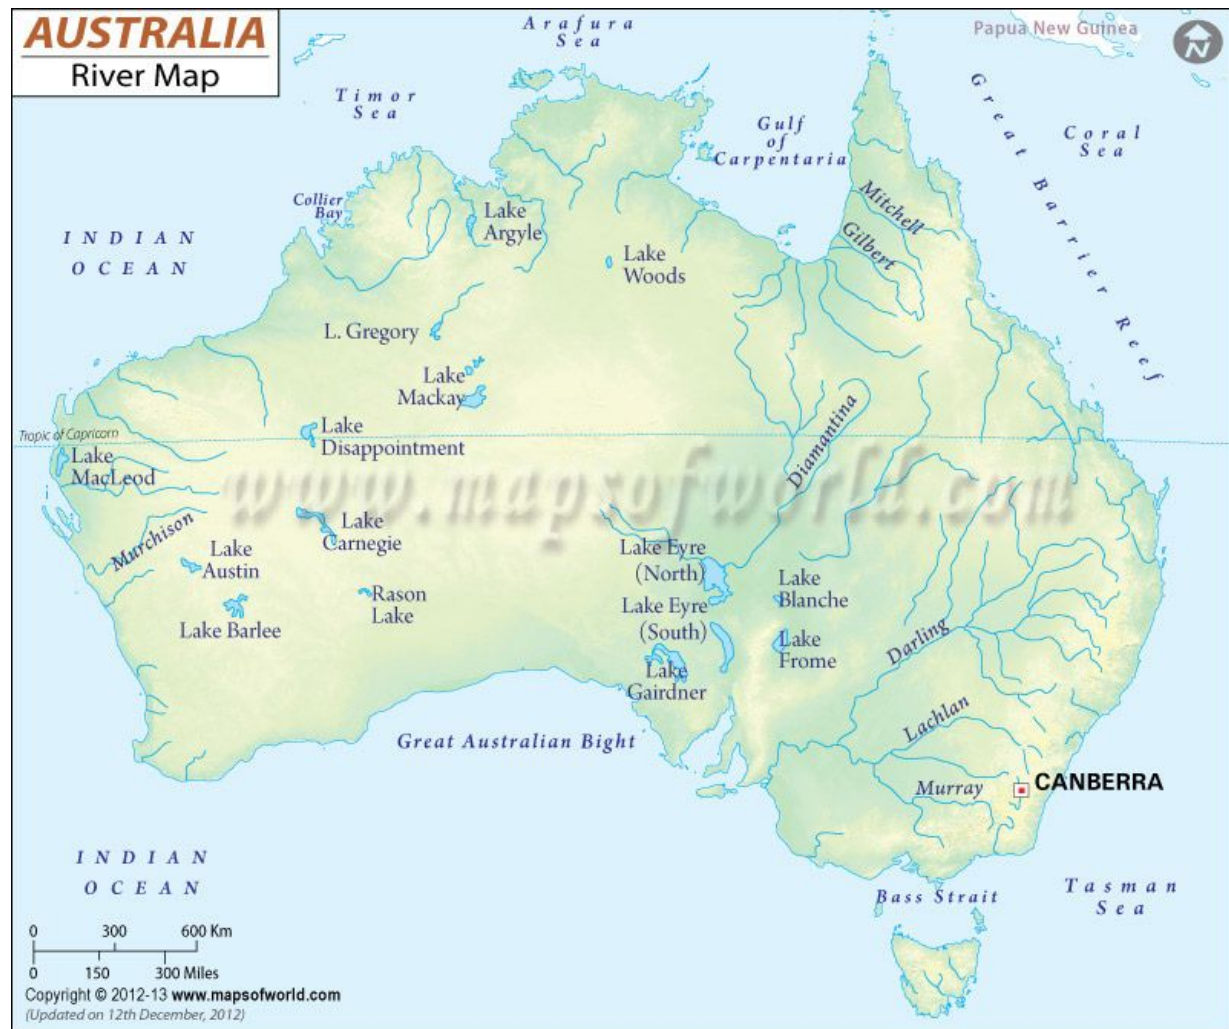 AUSTRALIA
River Map
Arafura
Sea
Papua New Guinea
N
Timor
Sea
Gulf
of
Carpentaria
Great Barrier Reef
Coral
Sea
Collier
Bay
INDIAN
OCEAN
Lake
Argyle
Mitchell
Gilbert
Lake
Woods
L. Gregory
Lake
Mackay
Diamantina
Tropic of Capricorn
Lake
Disappointment
Lake
MacLeod
www.mapsofworld.com
Murchison
Lake
Carnegie
Lake
Austin
Lake Eyre
(North)
Lake
Blanche
Rason
Lake
Lake Barlee
Lake Eyre
(South)
Darling
Lake
Frome
Lake
Gairdner
Lachlan
Great Australian Bight
Murray
CANBERRA
INDIAN
OCEAN
Bass Strait
Tasman
Sea
0 300 600 Km
0 150 300 Miles
Copyright © 2012-13 www.mapsofworld.com
(Updated on 12th December, 2012)